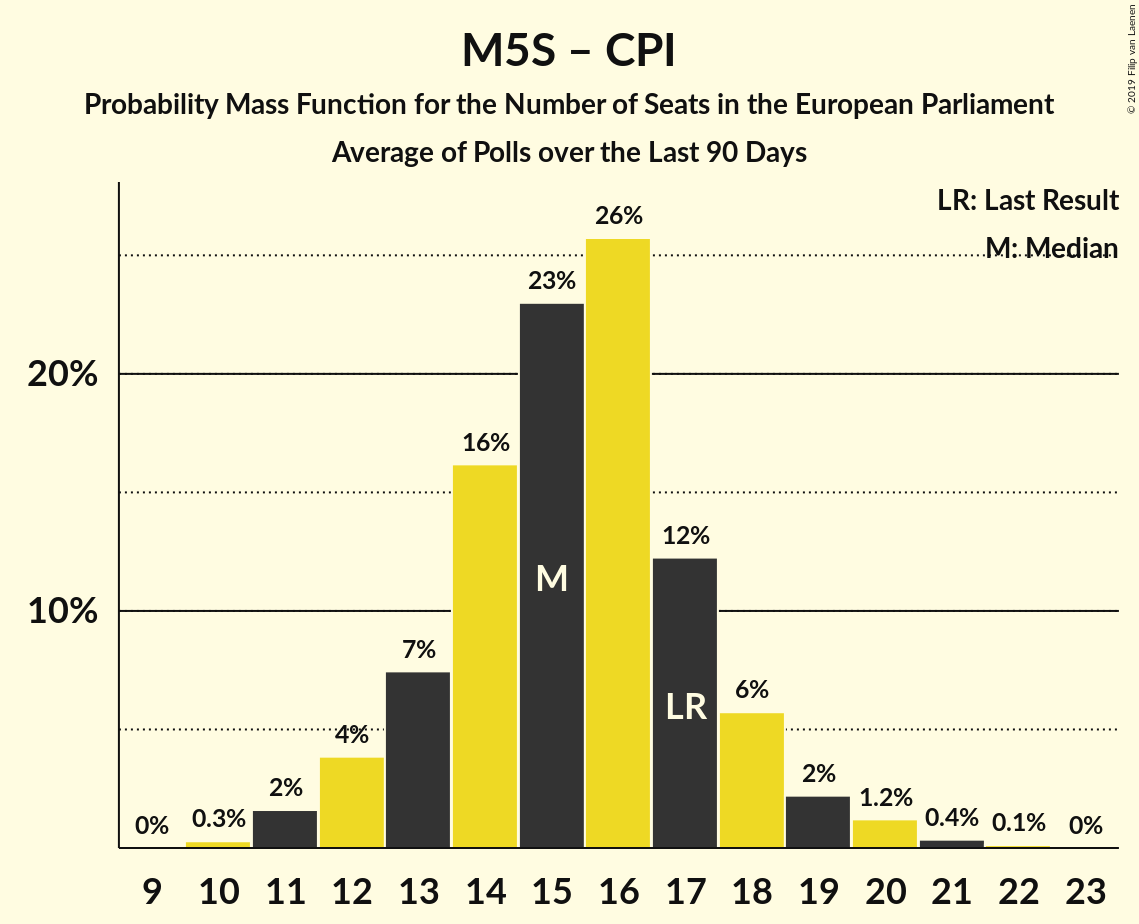 M5S – CPI
Probability Mass Function for the Number of Seats in the European Parliament
Average of Polls over the Last 90 Days
© 2019 Filip van Laenen
LR: Last Result
M: Median
26%
23%
20%
16%
12%
M
10%
7%
6%
LR
4%
2%
2%
1.2%
0%
0.3%
0.4%
0.1%
0%
9 10 11 12 13 14 15 16 17 18 19 20 21 22 23